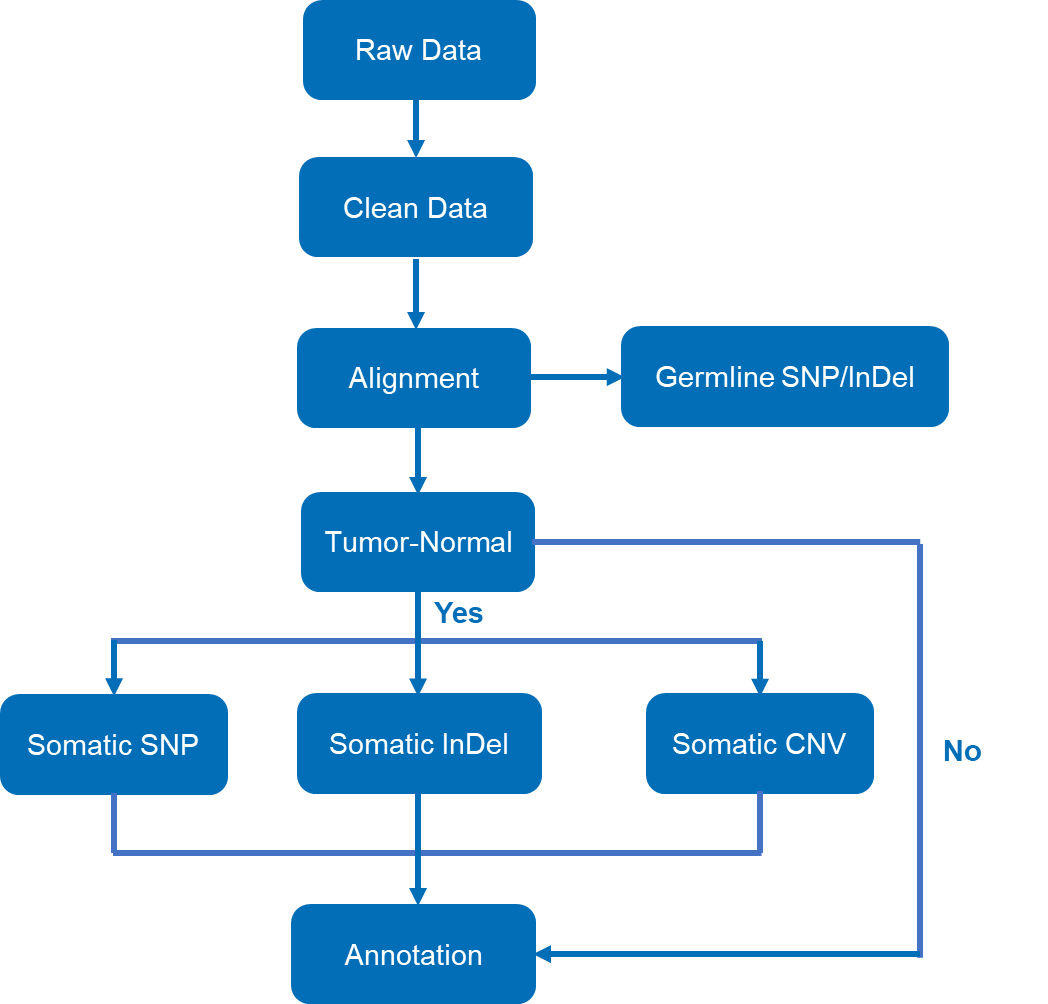 Raw Data
Clean Data
Alignment
Germline SNP/InDel
Tumor-Normal
Yes
Somatic SNP
Somatic InDel
Somatic CNV
No
Annotation